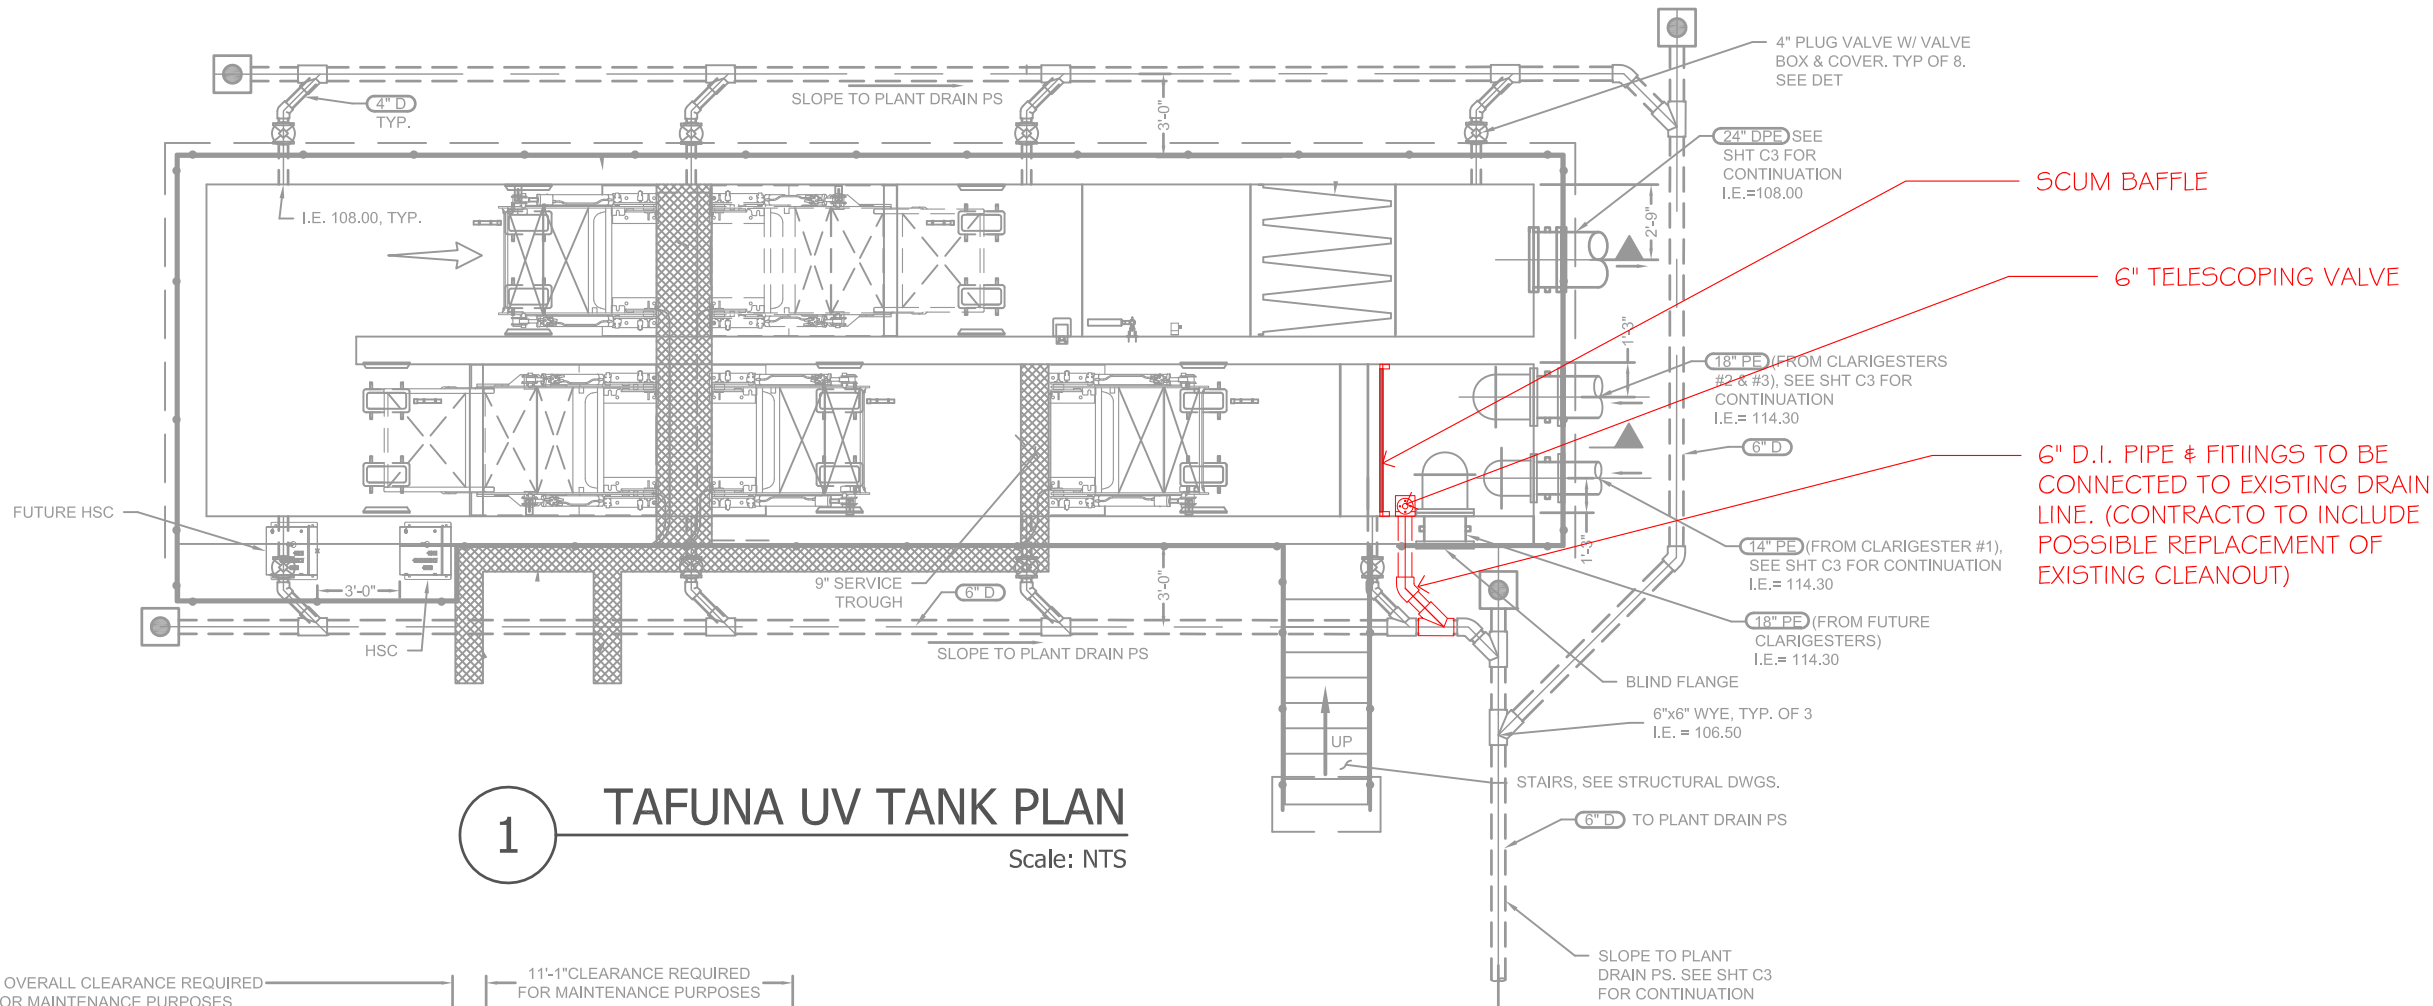 4" PLUG VALVE W/ VALVE
BOX & COVER. TYP OF 8.
SEE DET
4" D
TYP.
SLOPE TO PLANT DRAIN PS
3'-0"
24" DPE SEE
SHT C3 FOR
CONTINUATION
I.E.=108.00
SCUM BAFFLE
I.E. 108.00, TYP.
2'-9"
6" TELESCOPING VALVE
1'-3"
18" PE (FROM CLARIGESTERS
#2 & #3), SEE SHT C3 FOR
CONTINUATION
I.E.= 114.30
6" D
6" D.I. PIPE & FITIINGS TO BE
CONNECTED TO EXISTING DRAIN
LINE. (CONTRACTO TO INCLUDE
POSSIBLE REPLACEMENT OF
EXISTING CLEANOUT)
FUTURE HSC
14" PE (FROM CLARIGESTER #1),
SEE SHT C3 FOR CONTINUATION
I.E.= 114.30
1'-3"
3'-0"
9" SERVICE
TROUGH
6" D
3'-0"
18" PE (FROM FUTURE
CLARIGESTERS)
I.E.= 114.30
HSC
SLOPE TO PLANT DRAIN PS
BLIND FLANGE
6"x6" WYE, TYP. OF 3
I.E. = 106.50
UP
STAIRS, SEE STRUCTURAL DWGS.
1
TAFUNA UV TANK PLAN
Scale: NTS
6" D TO PLANT DRAIN PS
SLOPE TO PLANT
DRAIN PS. SEE SHT C3
FOR CONTINUATION
OVERALL CLEARANCE REQUIRED
OR MAINTENANCE PURPOSES
11'-1"CLEARANCE REQUIRED
FOR MAINTENANCE PURPOSES